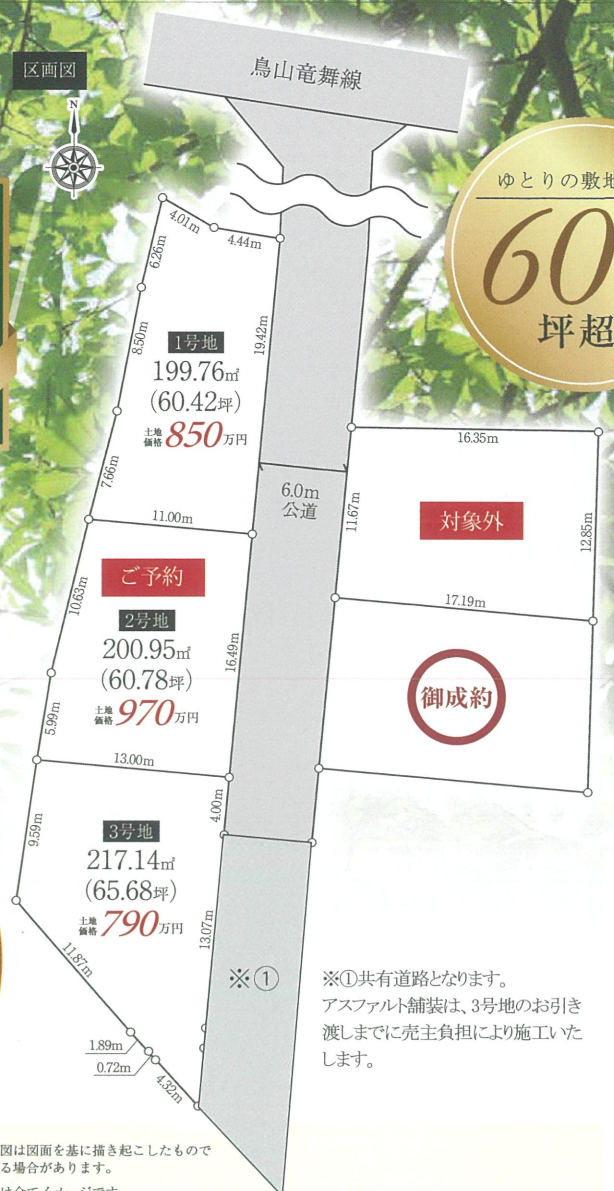 区画図
鳥山竜舞線
N
ゆとりの敷地
60
坪超
4.01m
4.44m
6.26m
8.50m
19.42m
7.66m
1号地
199.76㎡
(60.42坪)
土地価格 850万円
11.00m
6.0m
公道
16.35m
11.67m
対象外
12.85m
17.19m
ご予約
2号地
200.95㎡
(60.78坪)
土地価格 970万円
10.63m
16.49m
5.99m
13.00m
御成約
4.00m
9.59m
3号地
217.14㎡
(65.68坪)
土地価格 790万円
13.07m
11.87m
1.89m
0.72m
4.32m
※①
※①共有道路となります。
アスファルト舗装は、3号地のお引き
渡しまでに売主負担により施工いた
します。
図は図面を基に描き起こしたもので
る場合があります。